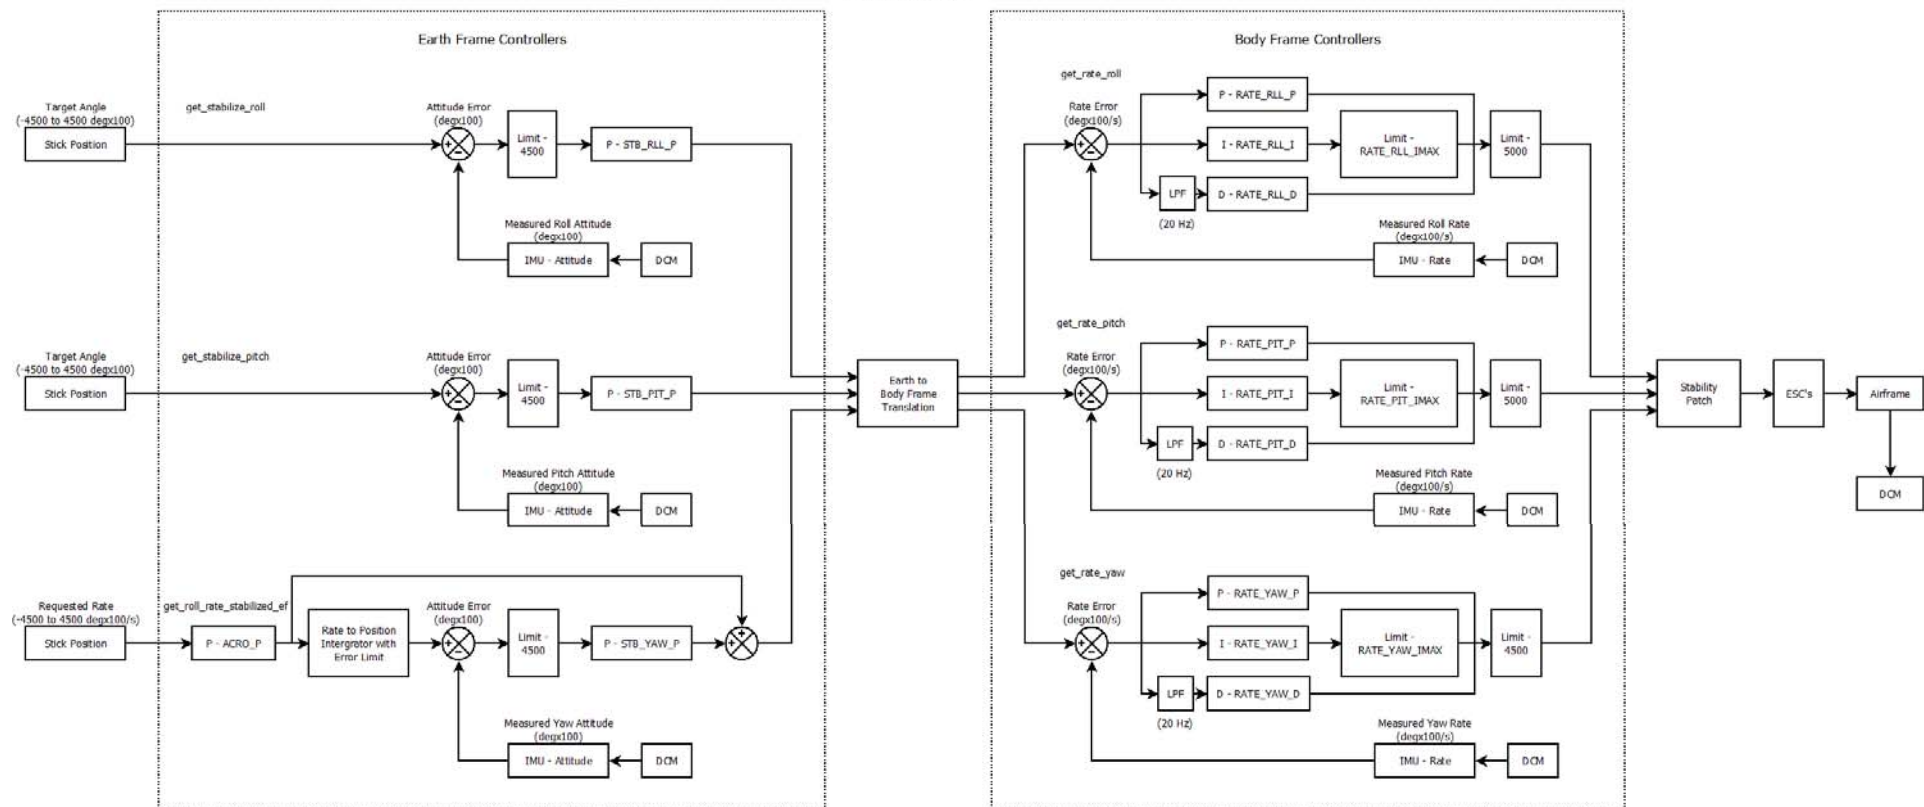 Earth Frame Controllers
Body Frame Controllers
Target Angle
(-4500 to 4500 degx100)
Stick Position
get_stabilize_roll
Attitude Error
(degx100)
Limit -
4500
P - STB_RLL_P
Measured Roll Attitude
(degx100)
IMU - Attitude
DCM
get_rate_roll
Rate Error
(degx100/s)
P - RATE_RLL_P
I - RATE_RLL_I
Limit -
RATE_RLL_IMAX
Limit -
5000
LPF
(20 Hz)
D - RATE_RLL_D
Measured Roll Rate
(degx100/s)
IMU - Rate
DCM
Target Angle
(-4500 to 4500 degx100)
Stick Position
get_stabilize_pitch
Attitude Error
(degx100)
Limit -
4500
P - STB_PIT_P
Measured Pitch Attitude
(degx100)
IMU - Attitude
DCM
Earth to
Body Frame
Translation
get_rate_pitch
Rate Error
(degx100/s)
P - RATE_PIT_P
I - RATE_PIT_I
Limit -
RATE_PIT_IMAX
Limit -
5000
LPF
(20 Hz)
D - RATE_PIT_D
Measured Pitch Rate
(degx100/s)
IMU - Rate
DCM
Stability
Patch
ESC's
Airframe
DCM
Requested Rate
(-4500 to 4500 degx100/s)
Stick Position
get_roll_rate_stabilized_ef
P - ACRO_P
Rate to Position
Intergrator with
Error Limit
Attitude Error
(degx100)
Limit -
4500
P - STB_YAW_P
Measured Yaw Attitude
(degx100)
IMU - Attitude
DCM
get_rate_yaw
Rate Error
(degx100/s)
P - RATE_YAW_P
I - RATE_YAW_I
Limit -
RATE_YAW_IMAX
Limit -
4500
LPF
(20 Hz)
D - RATE_YAW_D
Measured Yaw Rate
(degx100/s)
IMU - Rate
DCM